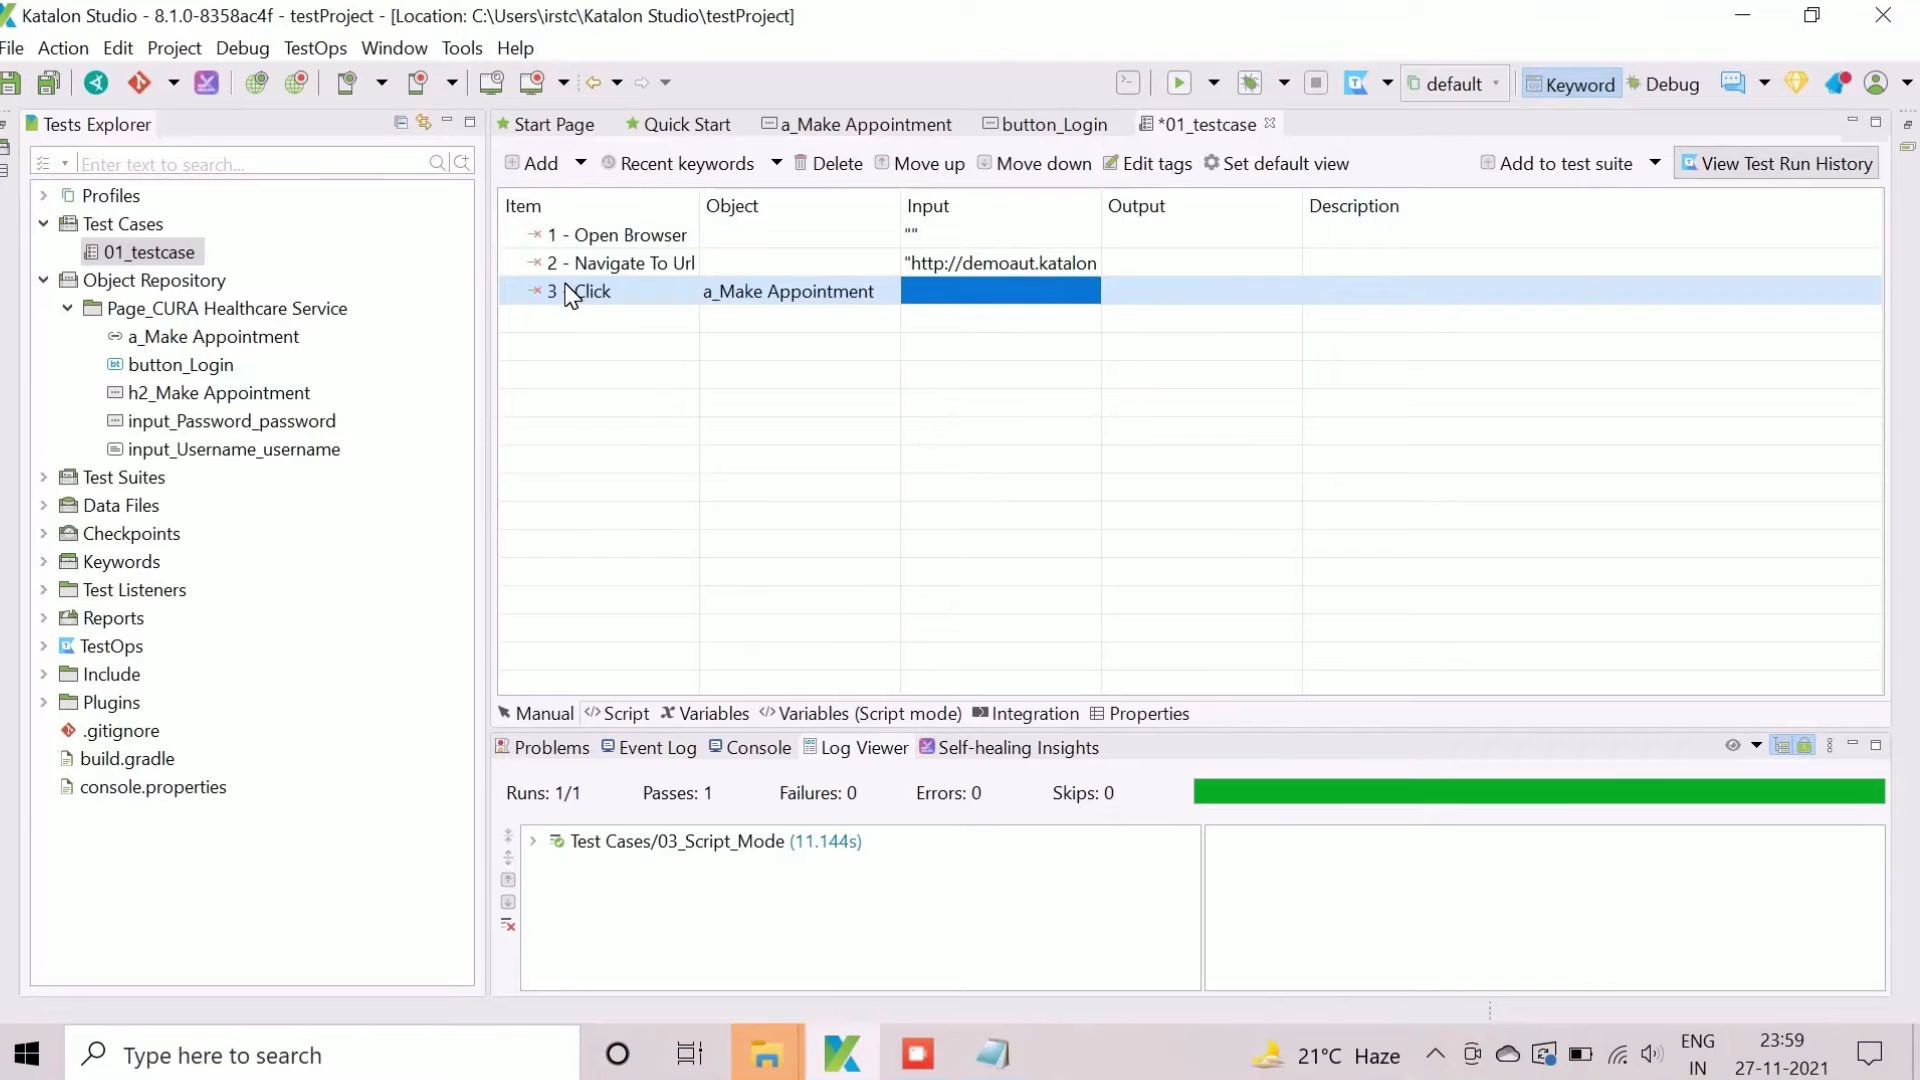 Katalon Studio - 8.1.0-8358ac4f - testProject - [Location: C:\Users\irstc\Katalon Studio\testProject]
File Action Edit Project Debug TestOps Window Tools Help
default Keyword Debug
Tests Explorer
Enter text to search...
Profiles
Test Cases
01_testcase
Object Repository
Page_CURA Healthcare Service
a_Make Appointment
button_Login
h2_Make Appointment
input_Password_password
input_Username_username
Test Suites
Data Files
Checkpoints
Keywords
Test Listeners
Reports
TestOps
Include
Plugins
.gitignore
build.gradle
console.properties
Start Page Quick Start a_Make Appointment button_Login *01_testcase
Add Recent keywords Delete Move up Move down Edit tags Set default view Add to test suite View Test Run History
Item Object Input Output Description
1 - Open Browser ""
2 - Navigate To Url "http://demoaut.katalon
3 - Click a_Make Appointment
Manual Script Variables Variables (Script mode) Integration Properties
Problems Event Log Console Log Viewer Self-healing Insights
Runs: 1/1 Passes: 1 Failures: 0 Errors: 0 Skips: 0
Test Cases/03_Script_Mode (11.144s)
Type here to search
21°C Haze
ENG
IN
23:59
27-11-2021